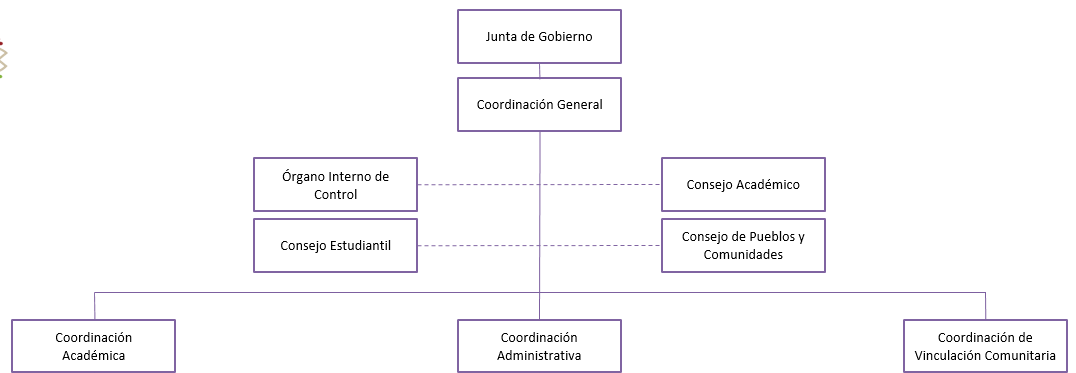 Junta de Gobierno
Coordinación General
Órgano Interno de
Control
Consejo Académico
Consejo Estudiantil
Consejo de Pueblos y
Comunidades
Coordinación
Académica
Coordinación
Administrativa
Coordinación de
Vinculación Comunitaria